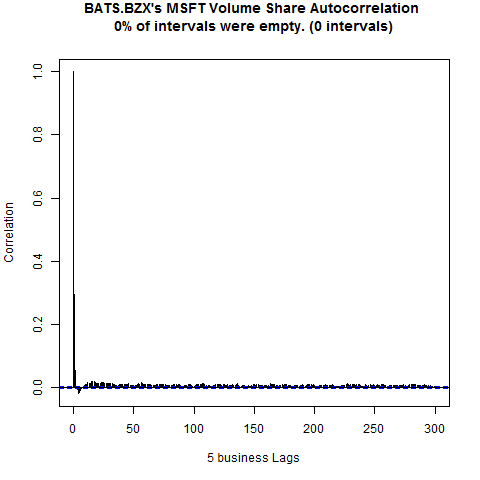 BATS.BZX's MSFT Volume Share Autocorrelation
0% of intervals were empty. (0 intervals)
1.0
0.8
0.6
0.4
0.2
0.0
Correlation
0 50 100 150 200 250 300
5 business Lags